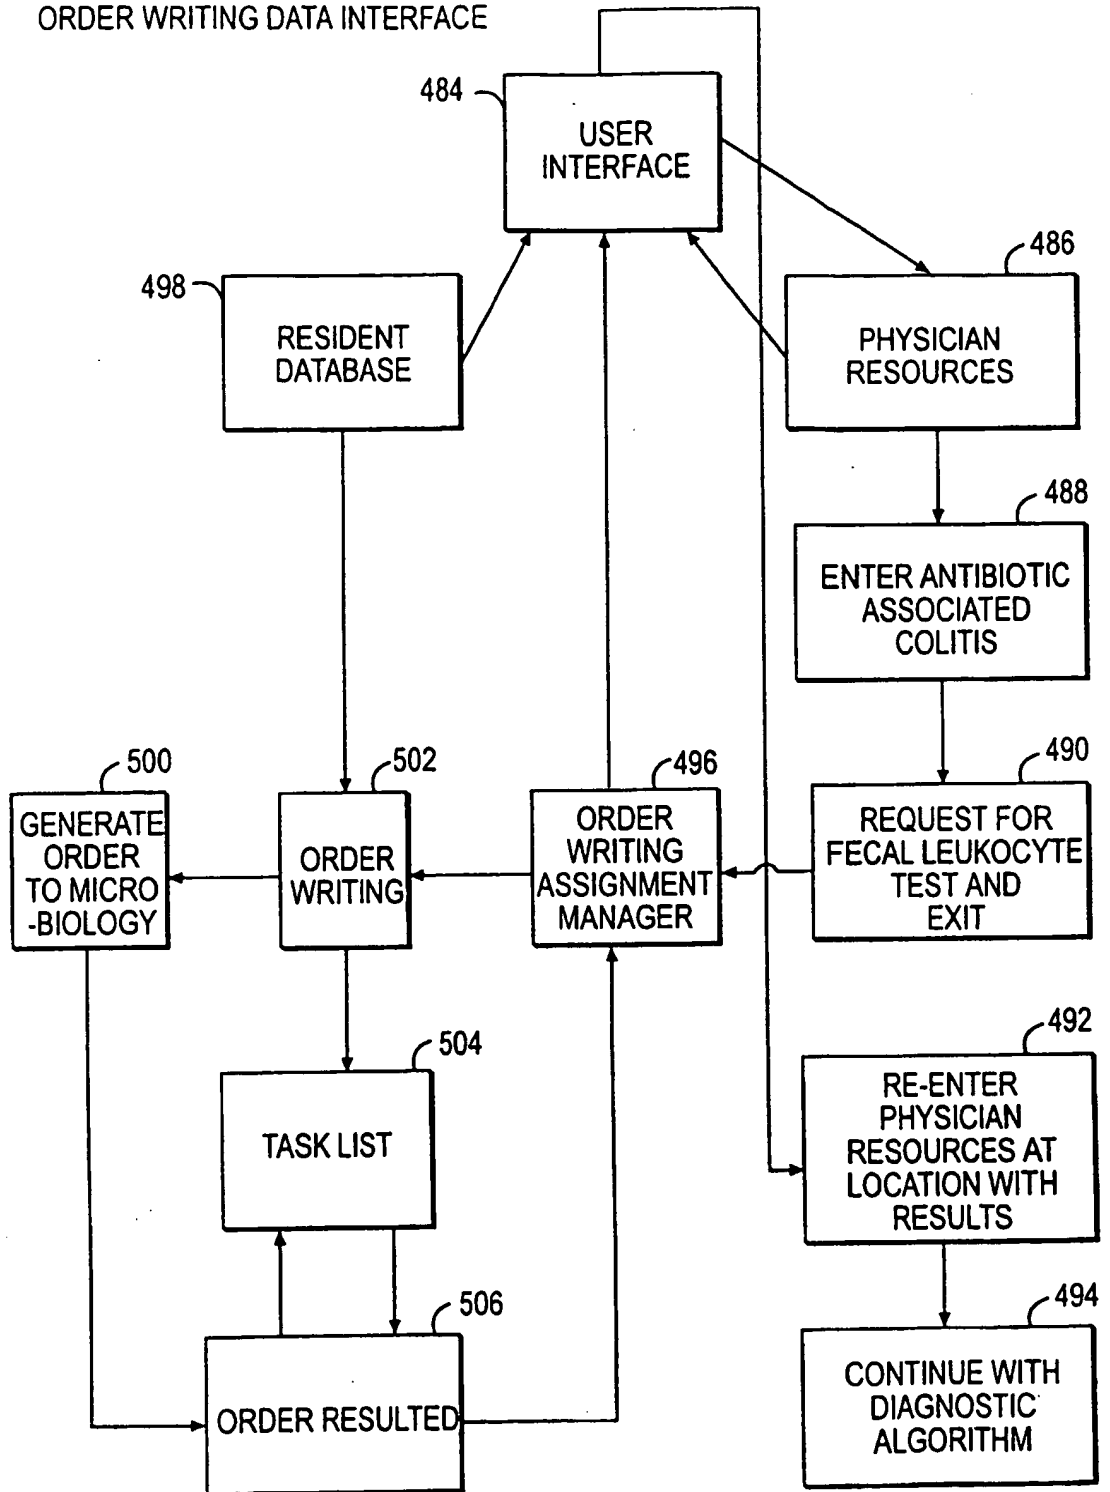 ORDER WRITING DATA INTERFACE
484
USER
INTERFACE
486
498
RESIDENT
DATABASE
PHYSICIAN
RESOURCES
488
ENTER ANTIBIOTIC
ASSOCIATED
COLITIS
500
502
496
490
GENERATE
ORDER
TO MICRO
-BIOLOGY
ORDER
WRITING
ORDER
WRITING
ASSIGNMENT
MANAGER
REQUEST FOR
FECAL LEUKOCYTE
TEST AND
EXIT
504
TASK LIST
492
RE-ENTER
PHYSICIAN
RESOURCES AT
LOCATION WITH
RESULTS
506
ORDER RESULTED
494
CONTINUE WITH
DIAGNOSTIC
ALGORITHM